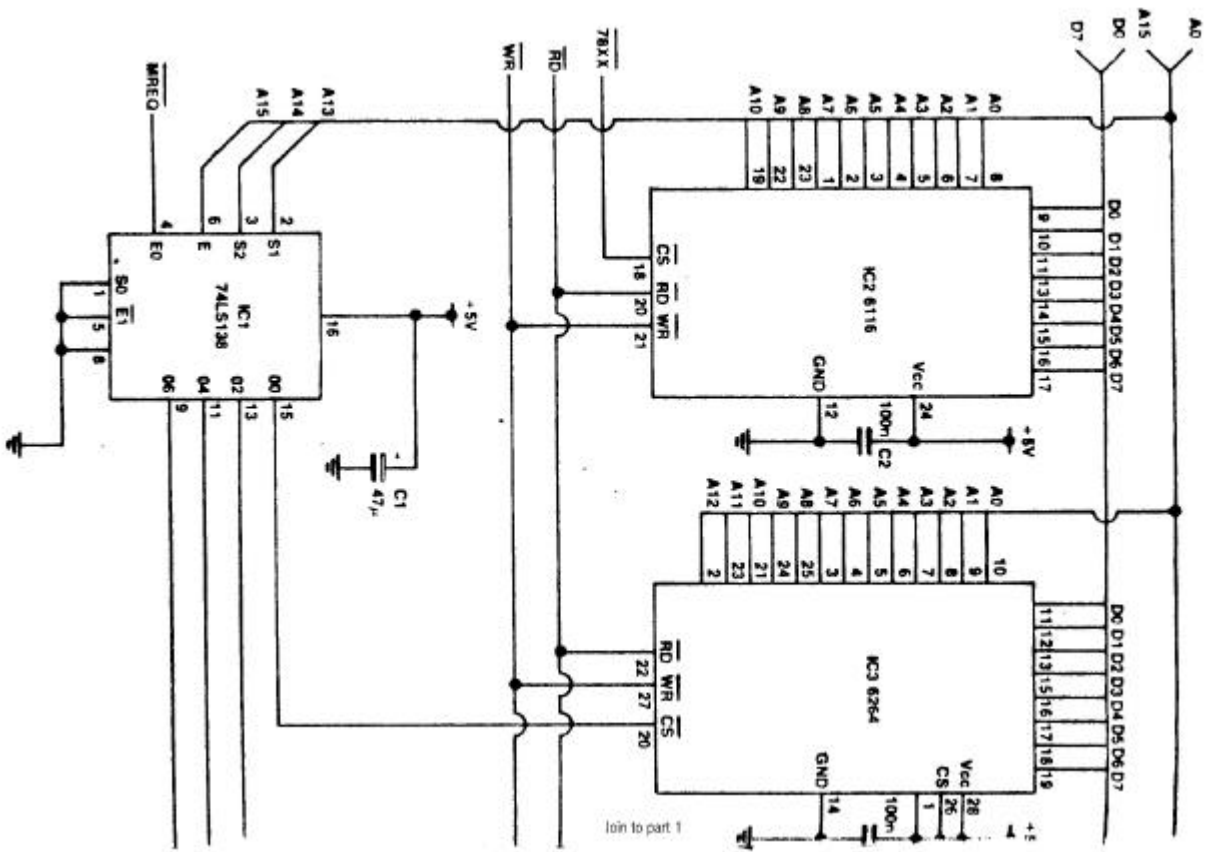 A0
A15
D0
D7
78XX
RD
WR
MREQ
A13
A14
A15
A10
A9
A8
A7
A6
A5
A4
A3
A2
A1
A0
19
22
23
1
2
3
4
5
6
7
8
D0 D1 D2 D3 D4 D5 D6 D7
9 10 11 13 14 15 16 17
IC2 6116
CS
RD
WR
18
20
21
GND
Vcc
12
24
100n
C2
+5V
4
6
3
2
E0
E
S2
S1
IC1
74LS138
S0
E1
1
5
8
16
+5V
06
04
02
00
9
11
13
15
C1
47μ
A12
A11
A10
A9
A8
A7
A6
A5
A4
A3
A2
A1
A0
2
23
21
24
25
3
4
5
6
7
8
9
10
D0 D1 D2 D3 D4 D5 D6 D7
11 12 13 15 16 17 18 19
IC3 6264
RD
WR
CS
22
27
20
GND
CS
Vcc
14
1
26
28
100n
Join to part 1